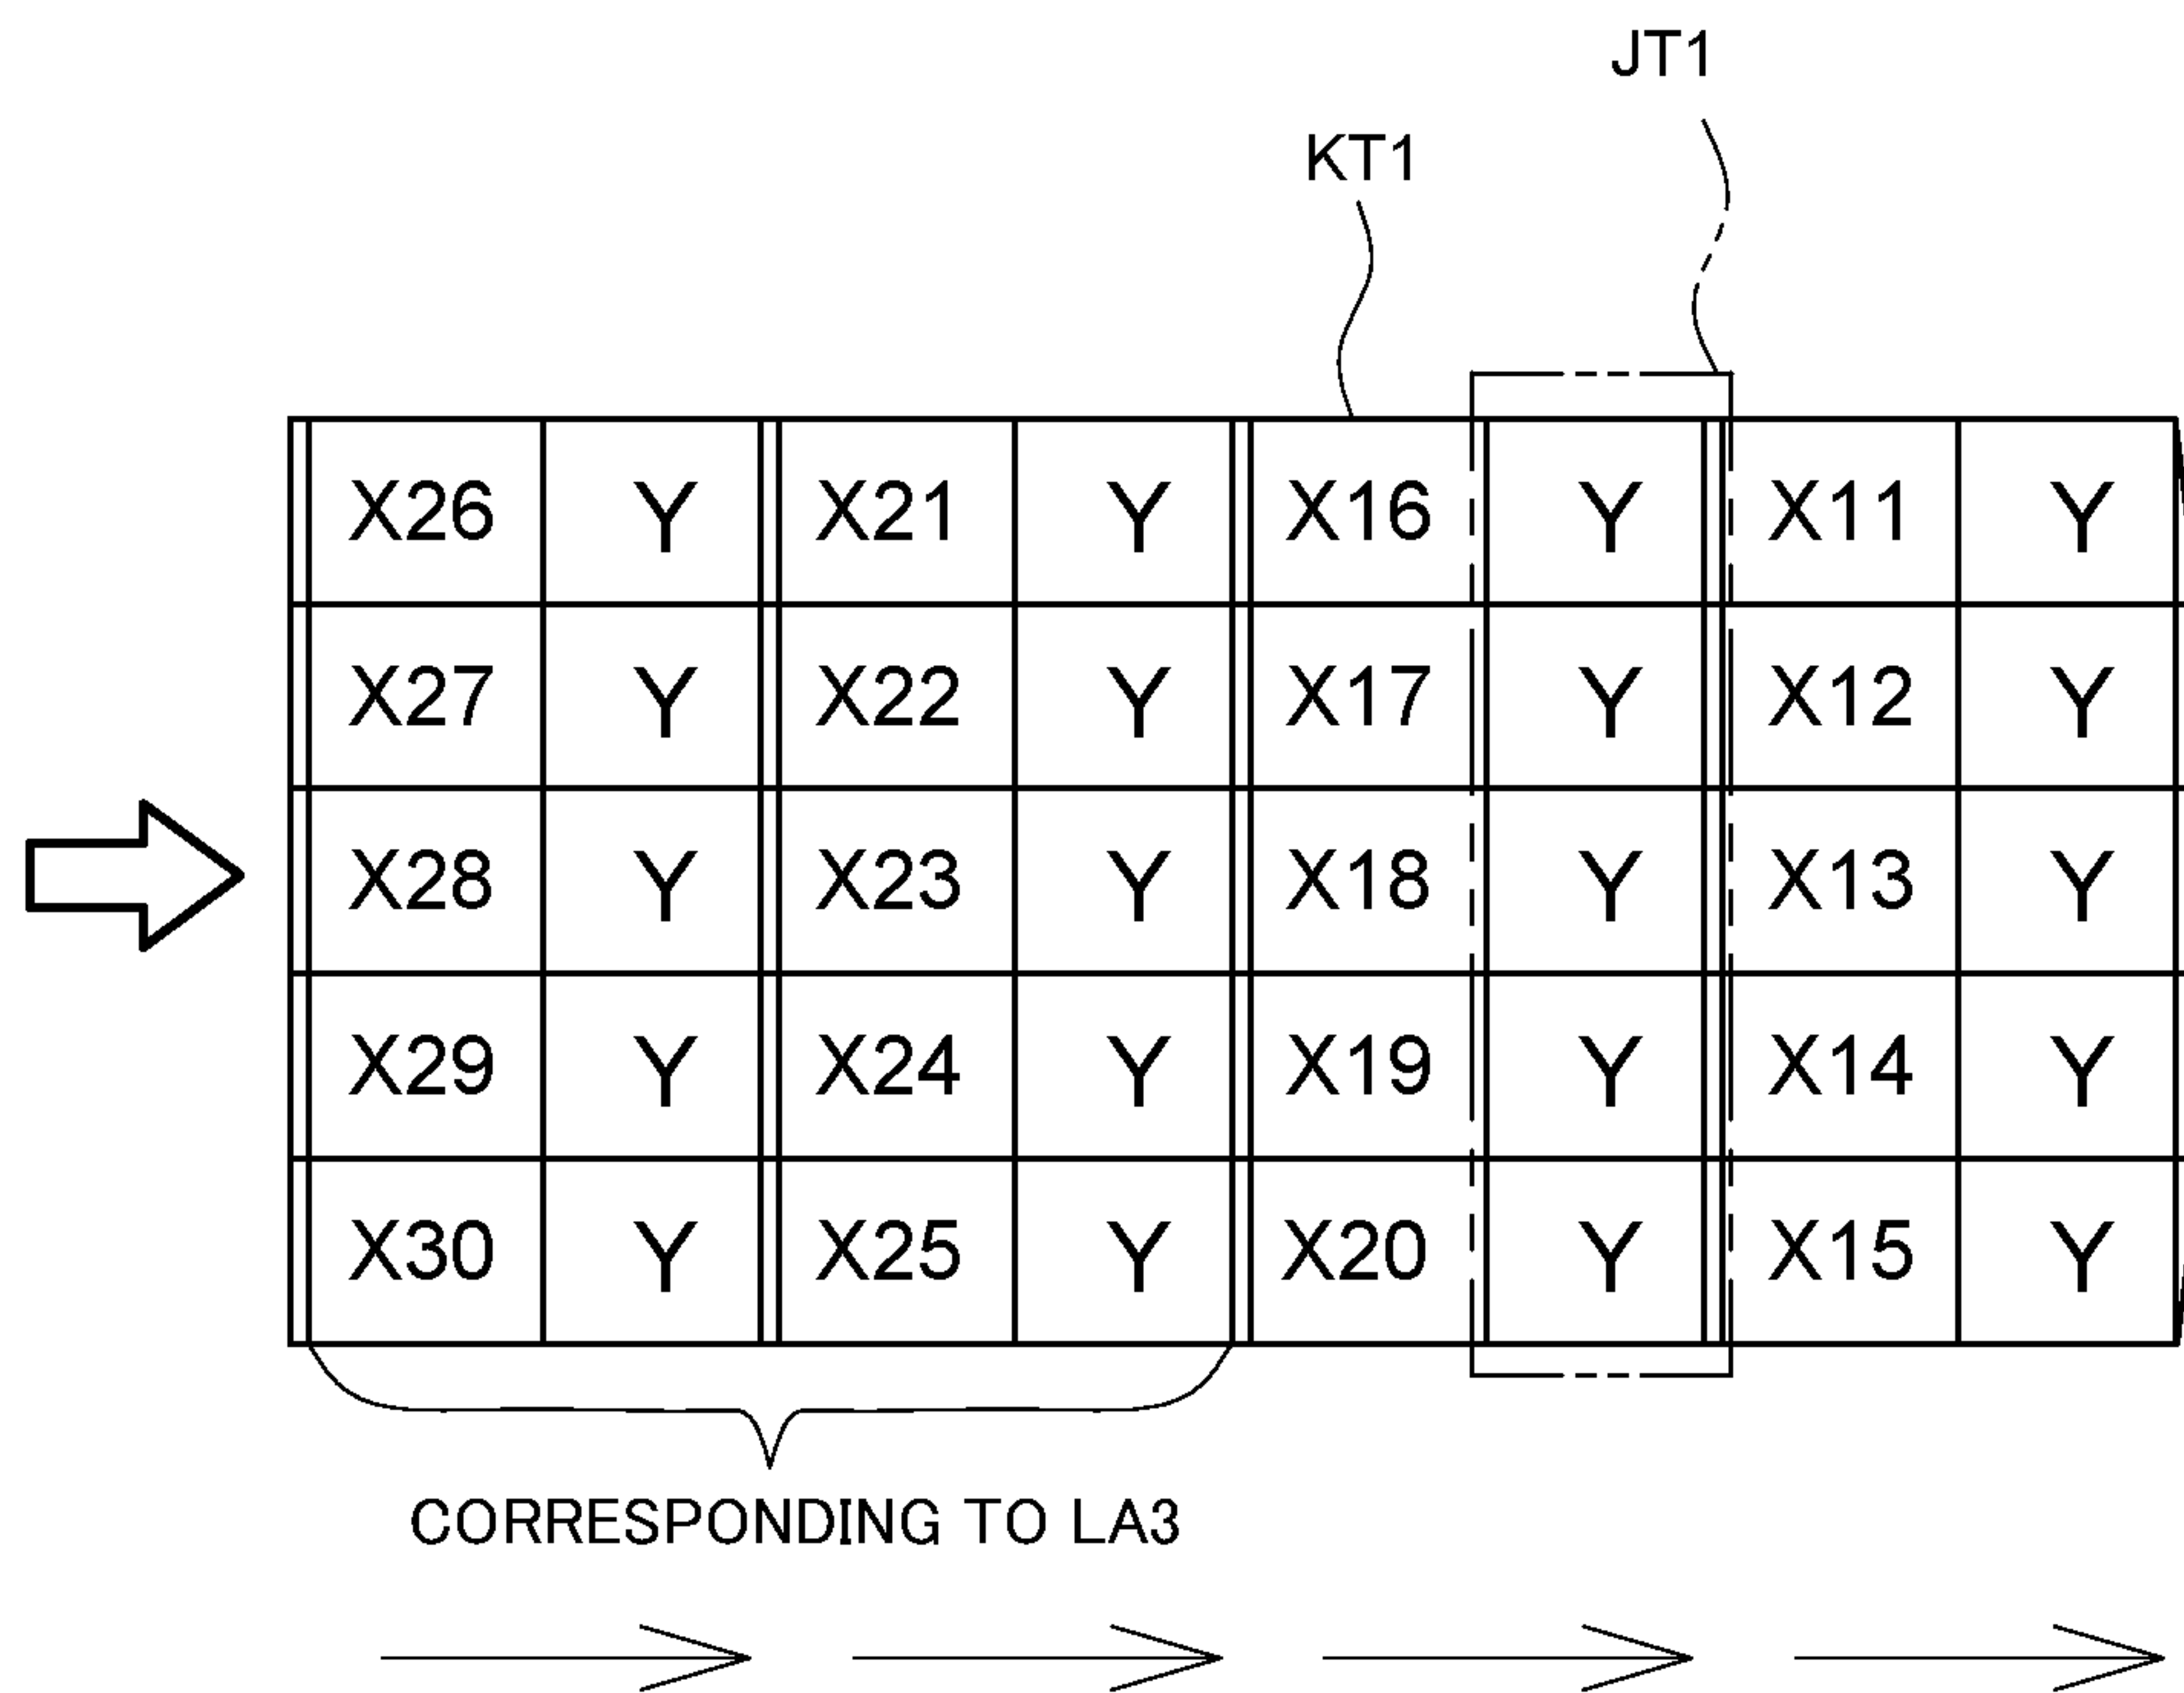 JT1
KT1
X26 Y X21 Y X16 Y X11 Y
X27 Y X22 Y X17 Y X12 Y
X28 Y X23 Y X18 Y X13 Y
X29 Y X24 Y X19 Y X14 Y
X30 Y X25 Y X20 Y X15 Y
CORRESPONDING TO LA3